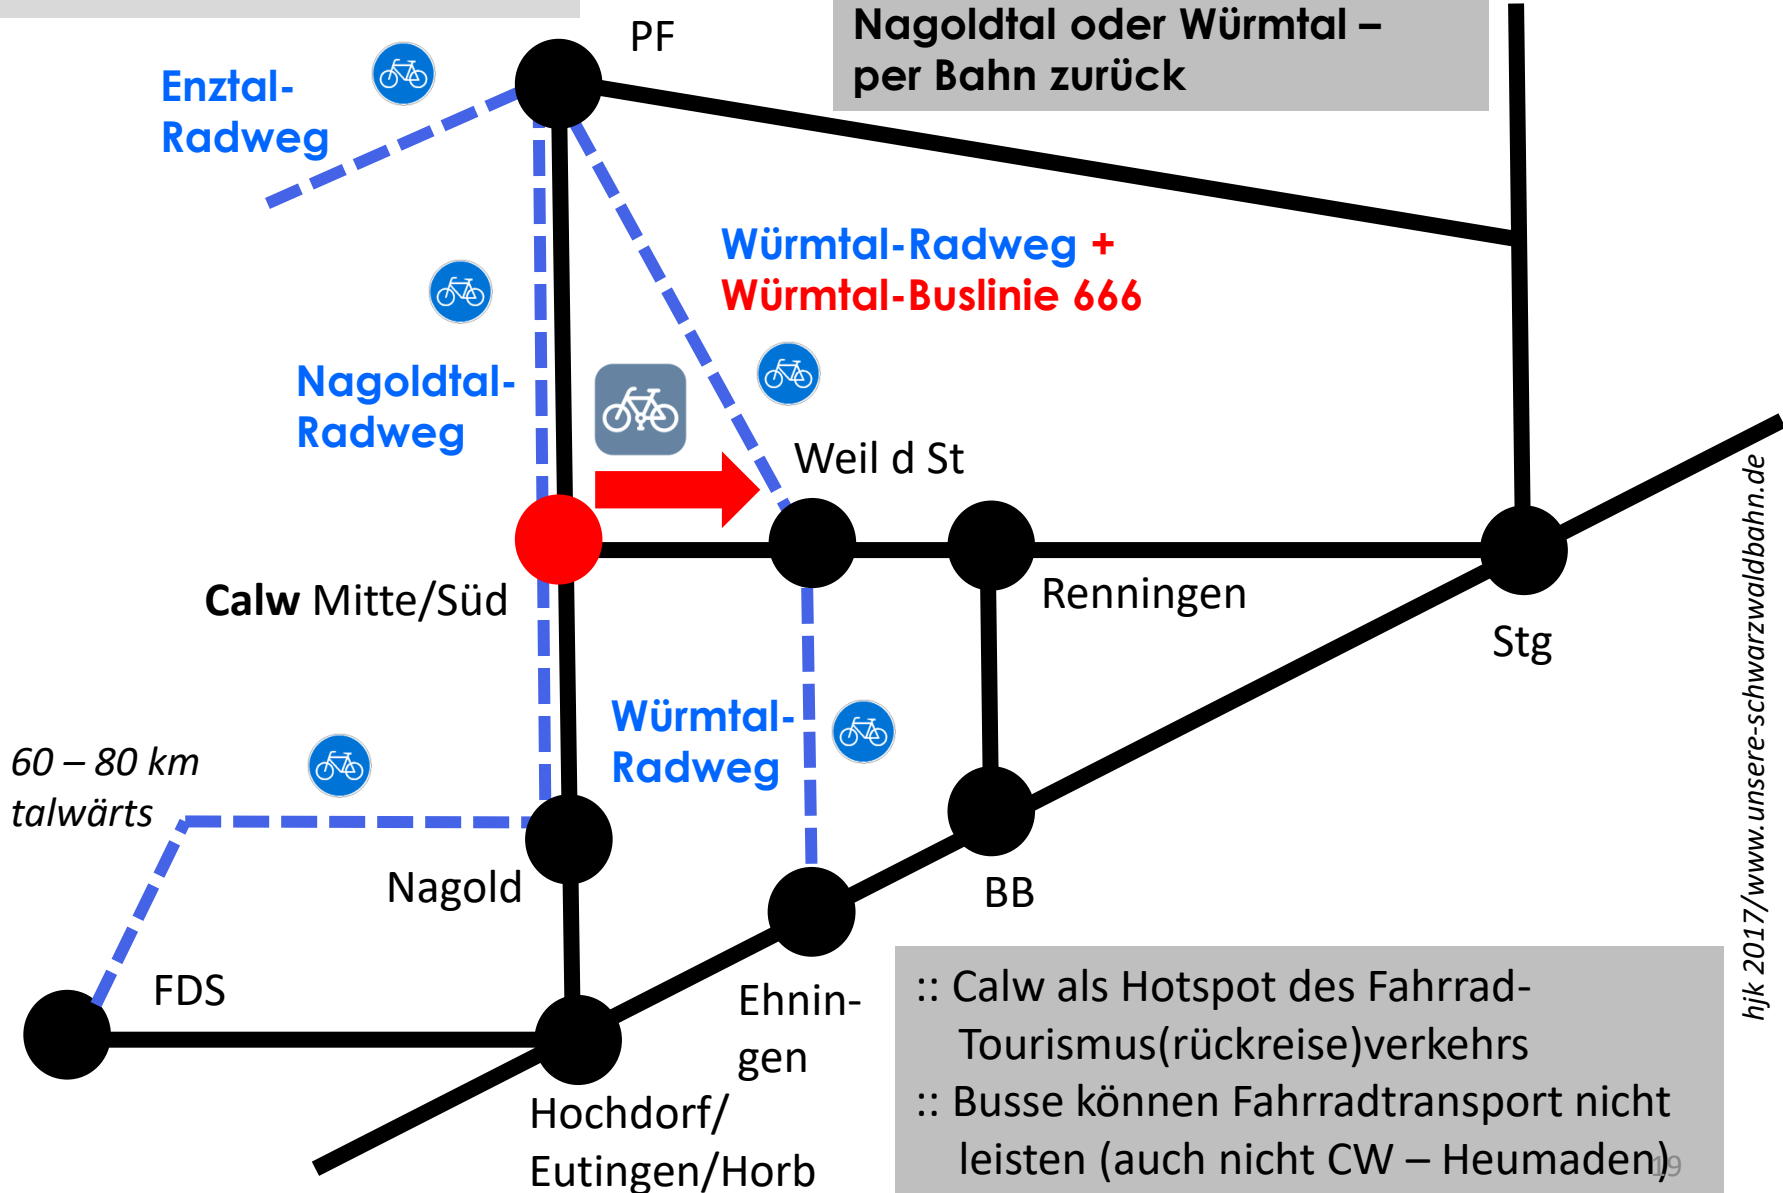 PF
Nagoldtal oder Würmtal –
per Bahn zurück
Enztal-
Radweg
Würmtal-Radweg +
Würmtal-Buslinie 666
Nagoldtal-
Radweg
Weil d St
Calw Mitte/Süd
Renningen
Stg
Würmtal-
Radweg
60 – 80 km
talwärts
Nagold
BB
FDS
Ehnin-
gen
Hochdorf/
Eutingen/Horb
:: Calw als Hotspot des Fahrrad-
Tourismus(rückreise)verkehrs
:: Busse können Fahrradtransport nicht
leisten (auch nicht CW – Heumaden)
19
hjk 2017/www.unsere-schwarzwaldbahn.de